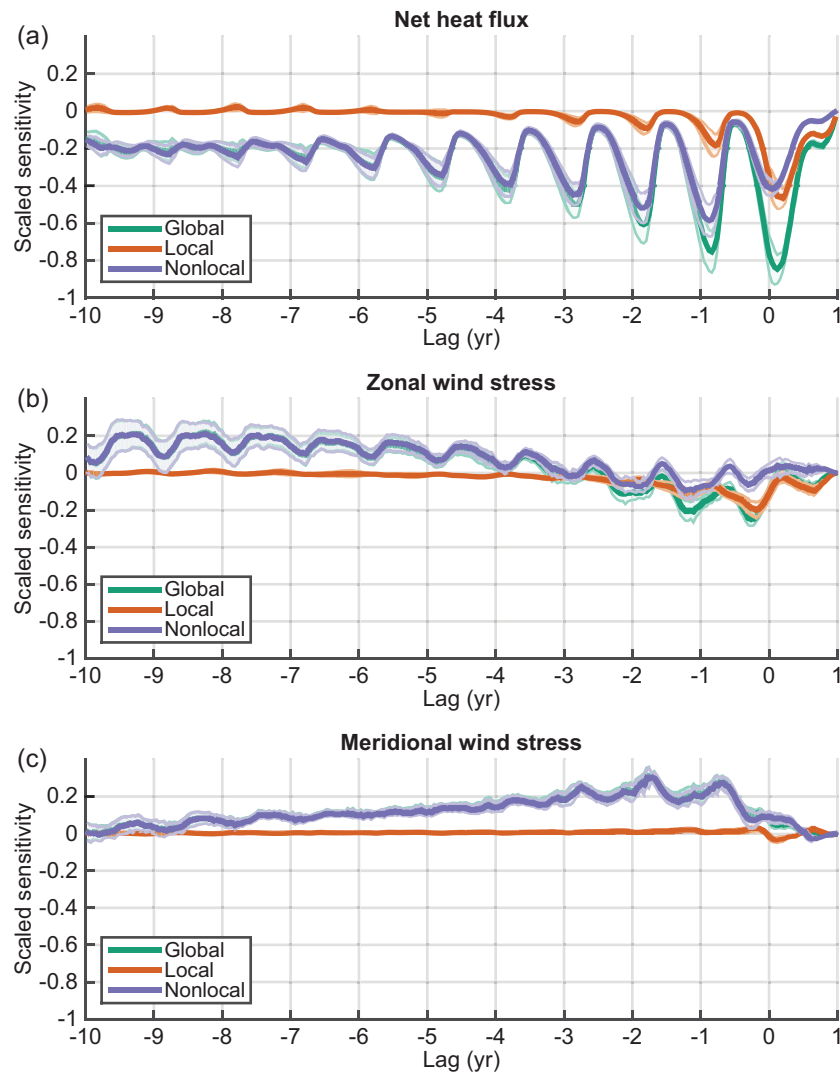 Net heat flux
(a)
Scaled sensitivity
0.2
0
-0.2
-0.4
-0.6
-0.8
-1
Global
Local
Nonlocal
-10 -9 -8 -7 -6 -5 -4 -3 -2 -1 0 1
Lag (yr)
Zonal wind stress
(b)
Scaled sensitivity
0.2
0
-0.2
-0.4
-0.6
-0.8
-1
Global
Local
Nonlocal
-10 -9 -8 -7 -6 -5 -4 -3 -2 -1 0 1
Lag (yr)
Meridional wind stress
(c)
Scaled sensitivity
0.2
0
-0.2
-0.4
-0.6
-0.8
-1
Global
Local
Nonlocal
-10 -9 -8 -7 -6 -5 -4 -3 -2 -1 0 1
Lag (yr)